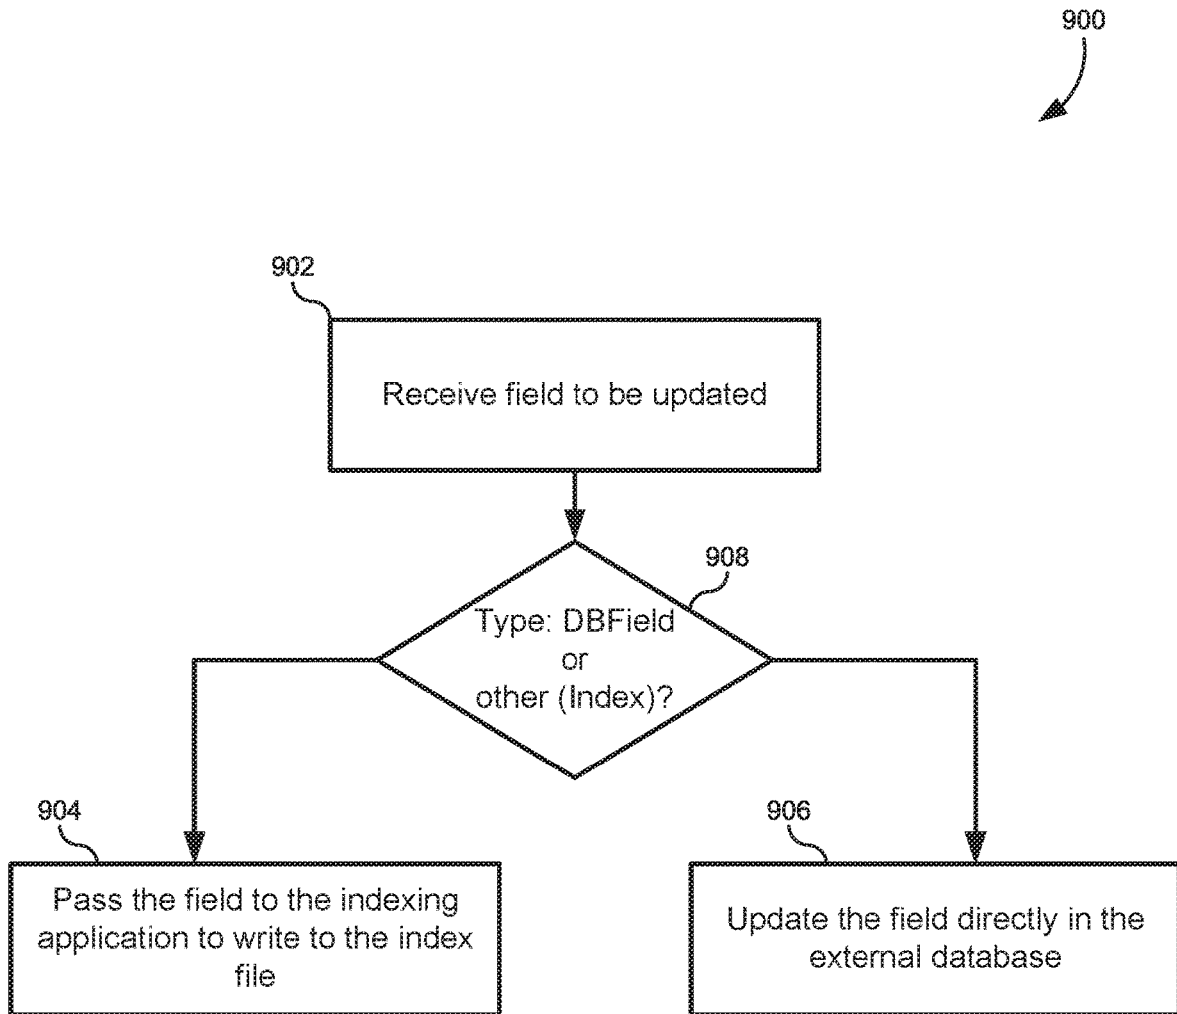 900
902
Receive field to be updated
908
Type: DBField
or
other (Index)?
904
Pass the field to the indexing
application to write to the index
file
906
Update the field directly in the
external database